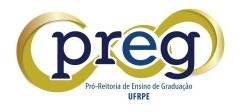 preg
Pró-Reitoria de Ensino de Graduação
UFRPE